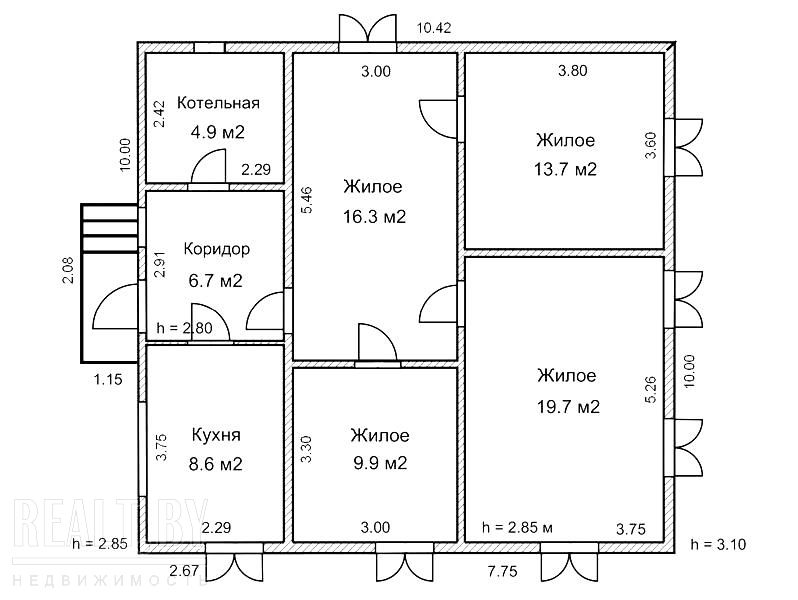 10.42
3.00
3.80
Котельная
4.9 м2
2.42
2.29
10.00
Жилое
13.7 м2
3.60
Жилое
16.3 м2
5.46
Коридор
6.7 м2
2.91
h = 2.80
2.08
1.15
Жилое
19.7 м2
5.26
10.00
Кухня
8.6 м2
3.75
2.29
Жилое
9.9 м2
3.30
3.00
h = 2.85 м
3.75
REALT.BY
НЕДВИЖИМОСТЬ
h = 2.85
2.67
7.75
h = 3.10